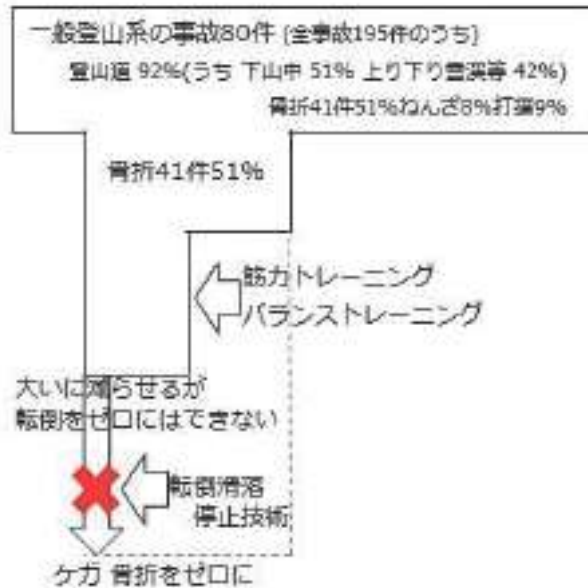 一般登山系の事故80件 (全事故195件のうち)
登山道 92%(うち 下山中 51% 上り下り雪渓等 42%)
骨折41件51%ねんざ8%打撲9%
骨折41件51%
筋力トレーニング
バランストレーニング
大いに減らせるが
転倒をゼロにはできない
転倒滑落
停止技術
ケガ 骨折をゼロに